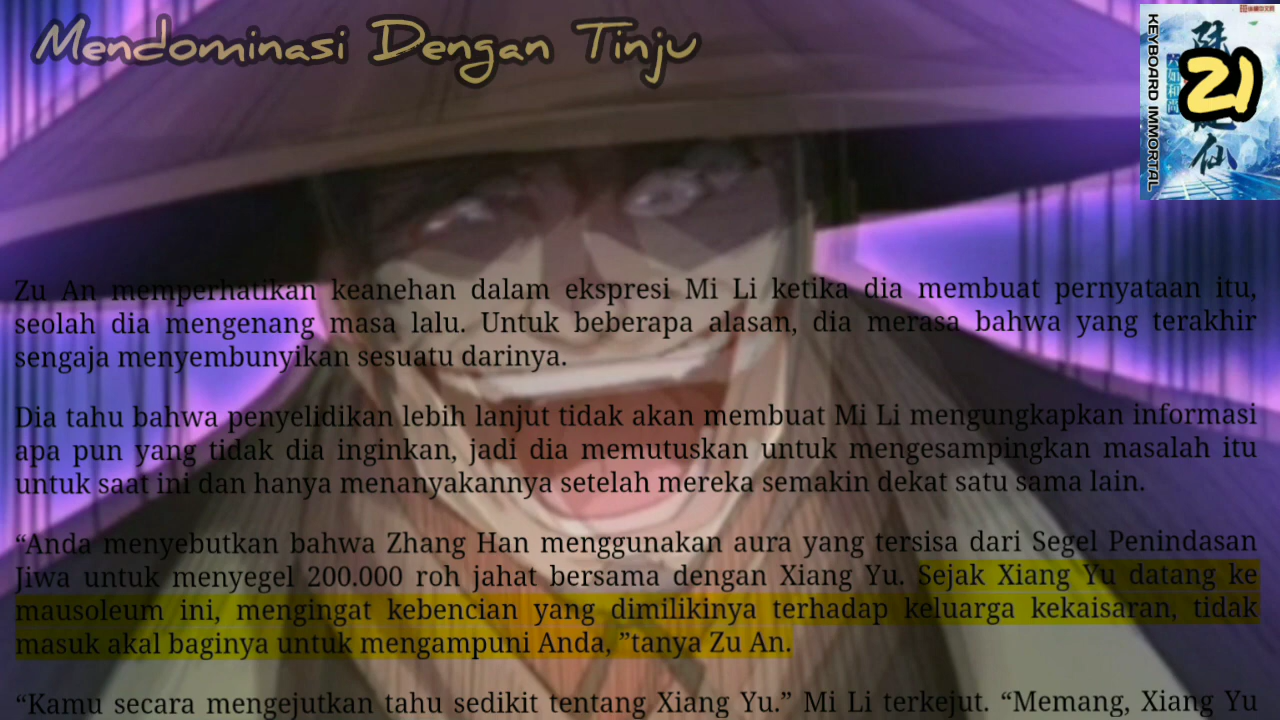 Mendominasi Dengan Tinju
KEYBOARD IMMORTAL
21
Zu An memperhatikan keanehan dalam ekspresi Mi Li ketika dia membuat pernyataan itu,
seolah dia mengenang masa lalu. Untuk beberapa alasan, dia merasa bahwa yang terakhir
sengaja menyembunyikan sesuatu darinya.
Dia tahu bahwa penyelidikan lebih lanjut tidak akan membuat Mi Li mengungkapkan informasi
apa pun yang tidak dia inginkan, jadi dia memutuskan untuk mengesampingkan masalah itu
untuk saat ini dan hanya menanyakannya setelah mereka semakin dekat satu sama lain.
“Anda menyebutkan bahwa Zhang Han menggunakan aura yang tersisa dari Segel Penindasan
Jiwa untuk menyegel 200.000 roh jahat bersama dengan Xiang Yu. Sejak Xiang Yu datang ke
mausoleum ini, mengingat kebencian yang dimilikinya terhadap keluarga kekaisaran, tidak
masuk akal baginya untuk mengampuni Anda, ”tanya Zu An.
“Kamu secara mengejutkan tahu sedikit tentang Xiang Yu.” Mi Li terkejut. “Memang, Xiang Yu